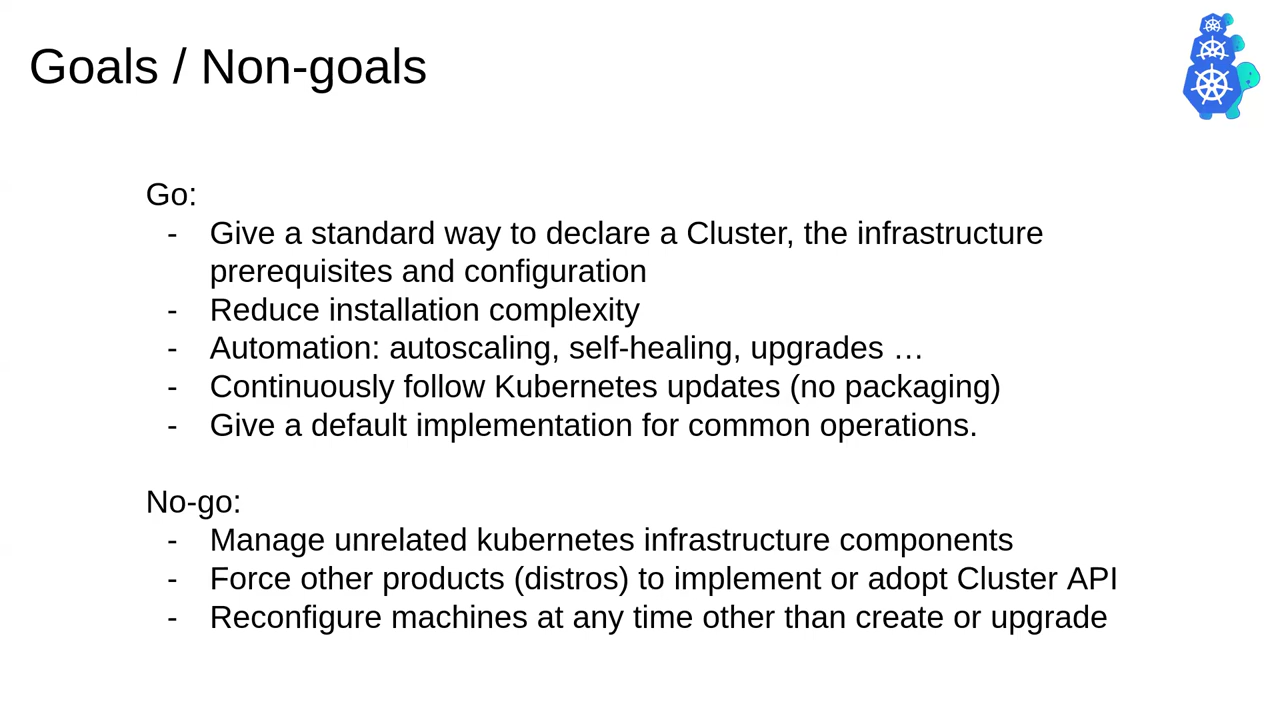 Goals / Non-goals
Go:
- Give a standard way to declare a Cluster, the infrastructure
prerequisites and configuration
- Reduce installation complexity
- Automation: autoscaling, self-healing, upgrades …
- Continuously follow Kubernetes updates (no packaging)
- Give a default implementation for common operations.
No-go:
- Manage unrelated kubernetes infrastructure components
- Force other products (distros) to implement or adopt Cluster API
- Reconfigure machines at any time other than create or upgrade